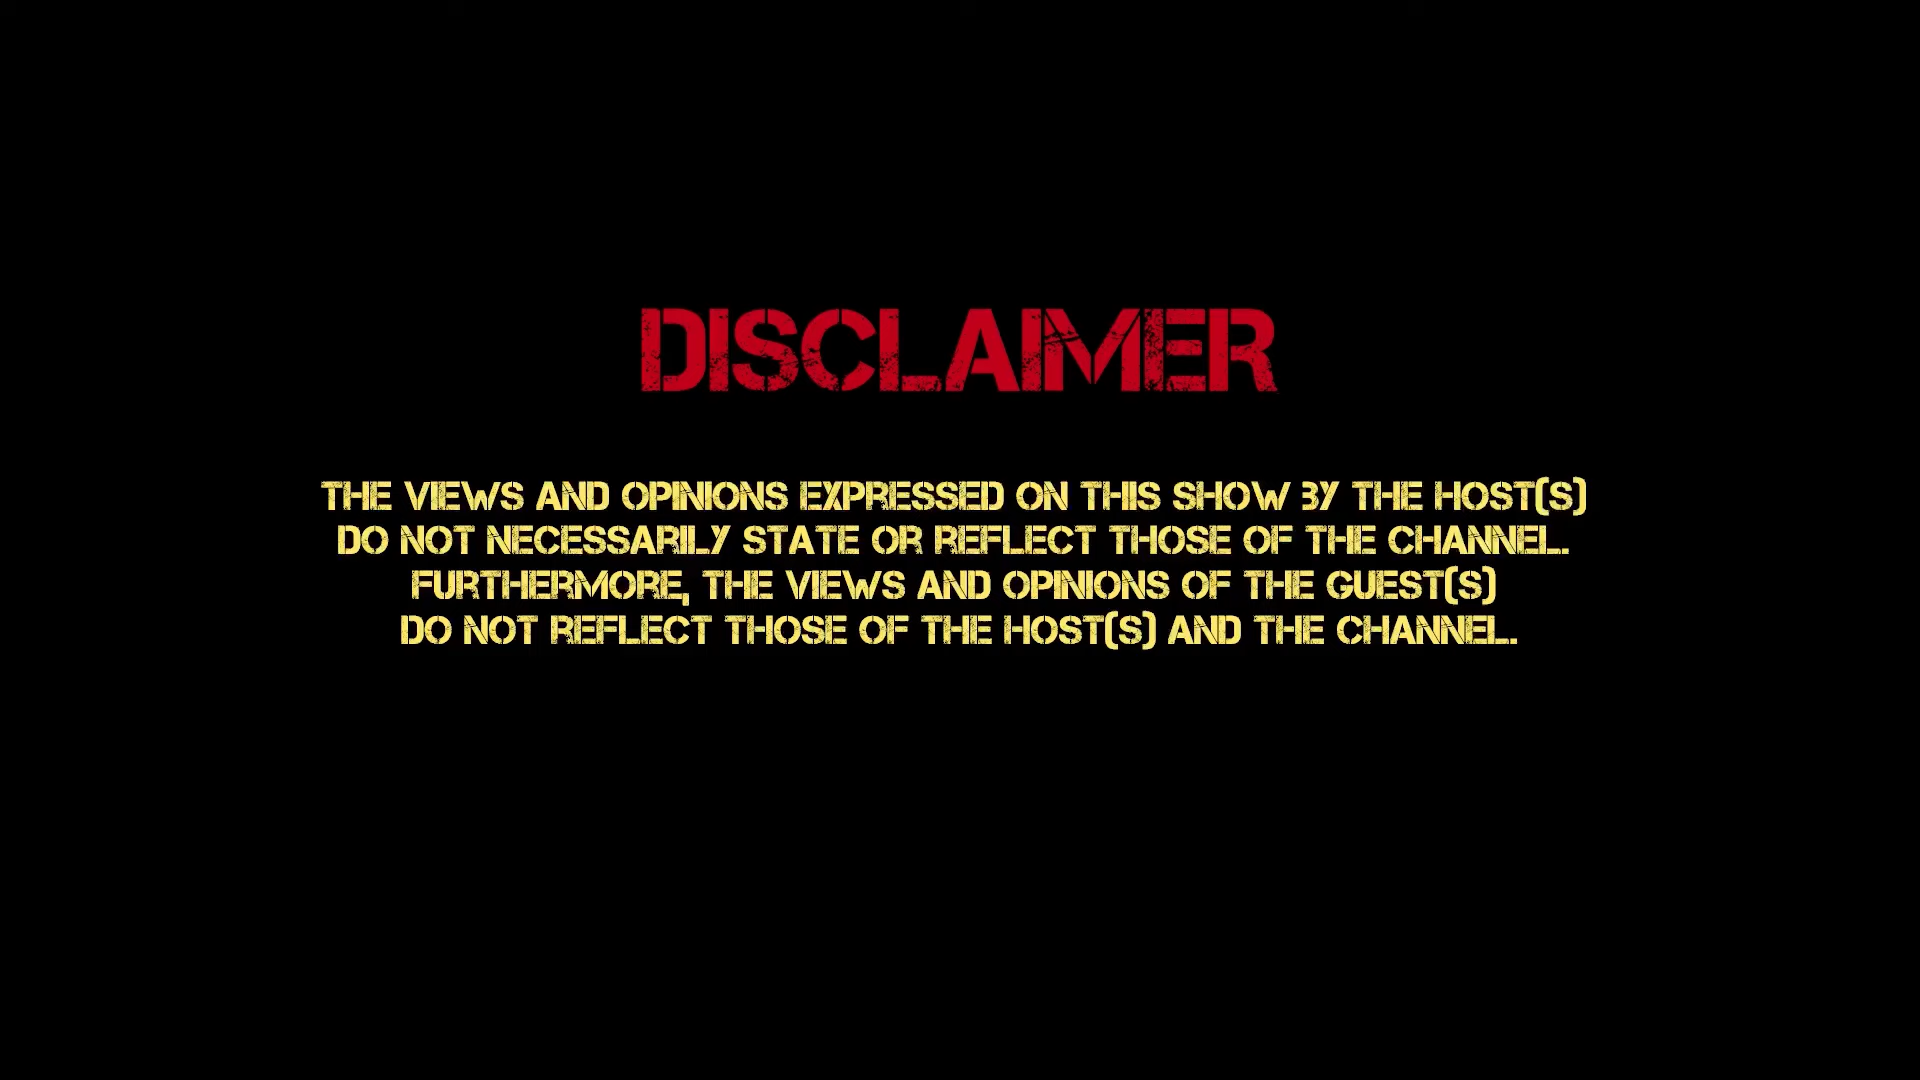 DISCLAIMER
THE VIEWS AND OPINIONS EXPRESSED ON THIS SHOW BY THE HOST(S)
DO NOT NECESSARILY STATE OR REFLECT THOSE OF THE CHANNEL.
FURTHERMORE, THE VIEWS AND OPINIONS OF THE GUEST(S)
DO NOT REFLECT THOSE OF THE HOST(S) AND THE CHANNEL.